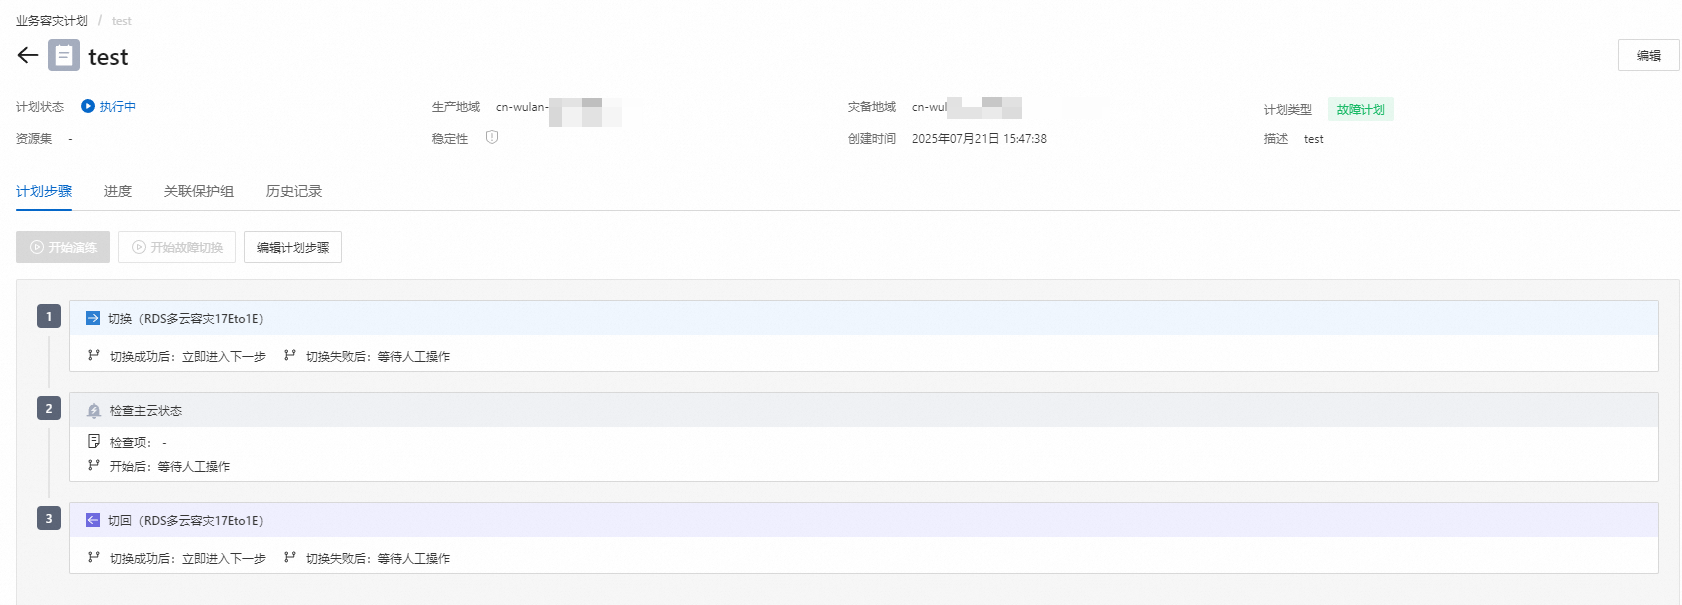 业务容灾计划 / test
test
编辑
计划状态 执行中 生产地域 cn-wulan- 灾备地域 cn-wul 计划类型 故障计划
资源集 - 稳定性 创建时间 2025年07月21日 15:47:38 描述 test
计划步骤 进度 关联保护组 历史记录
开始演练 开始故障切换 编辑计划步骤
1 切换（RDS多云容灾17Eto1E）
切换成功后：立即进入下一步 切换失败后：等待人工操作
2 检查主云状态
检查项： -
开始后：等待人工操作
3 切回（RDS多云容灾17Eto1E）
切换成功后：立即进入下一步 切换失败后：等待人工操作